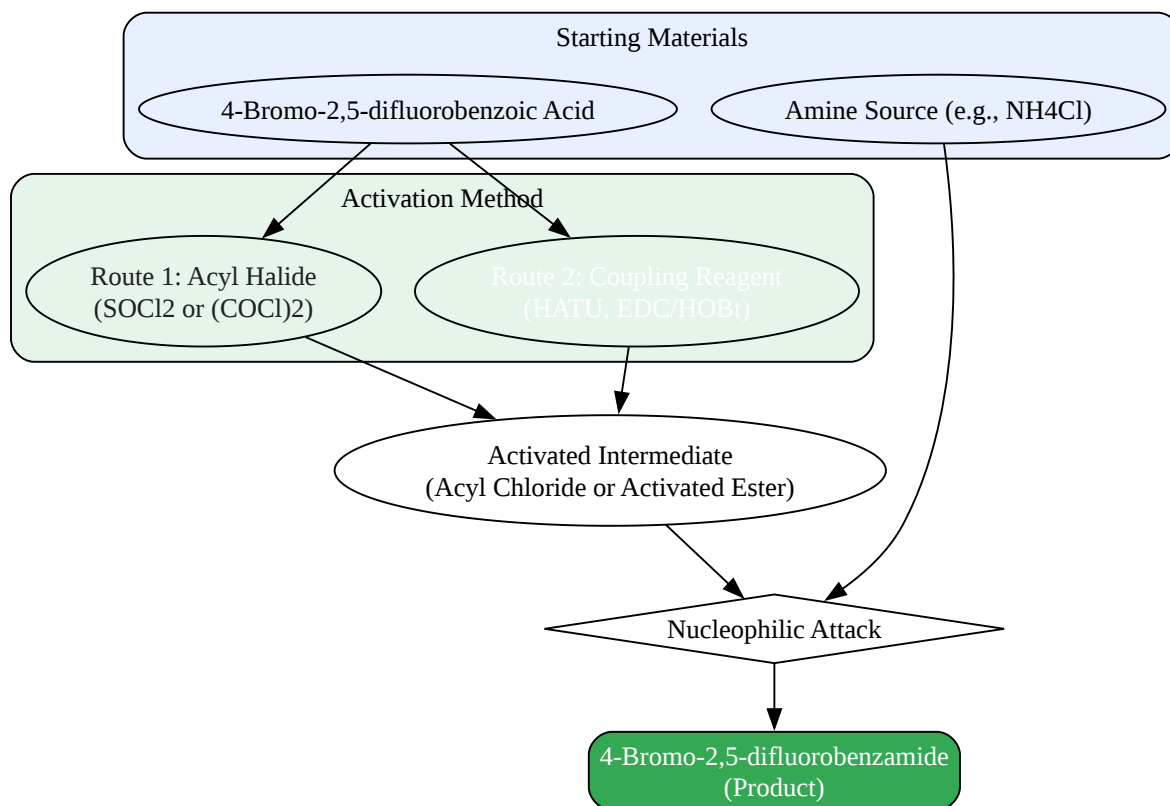 Starting Materials
4-Bromo-2,5-difluorobenzoic Acid
Amine Source (e.g., NH4Cl)
Activation Method
Route 1: Acyl Halide
(SOCl2 or (COCl)2)
Route 2: Coupling Reagent
(HATU, EDC/HOBt)
Activated Intermediate
(Acyl Chloride or Activated Ester)
Nucleophilic Attack
4-Bromo-2,5-difluorobenzamide
(Product)